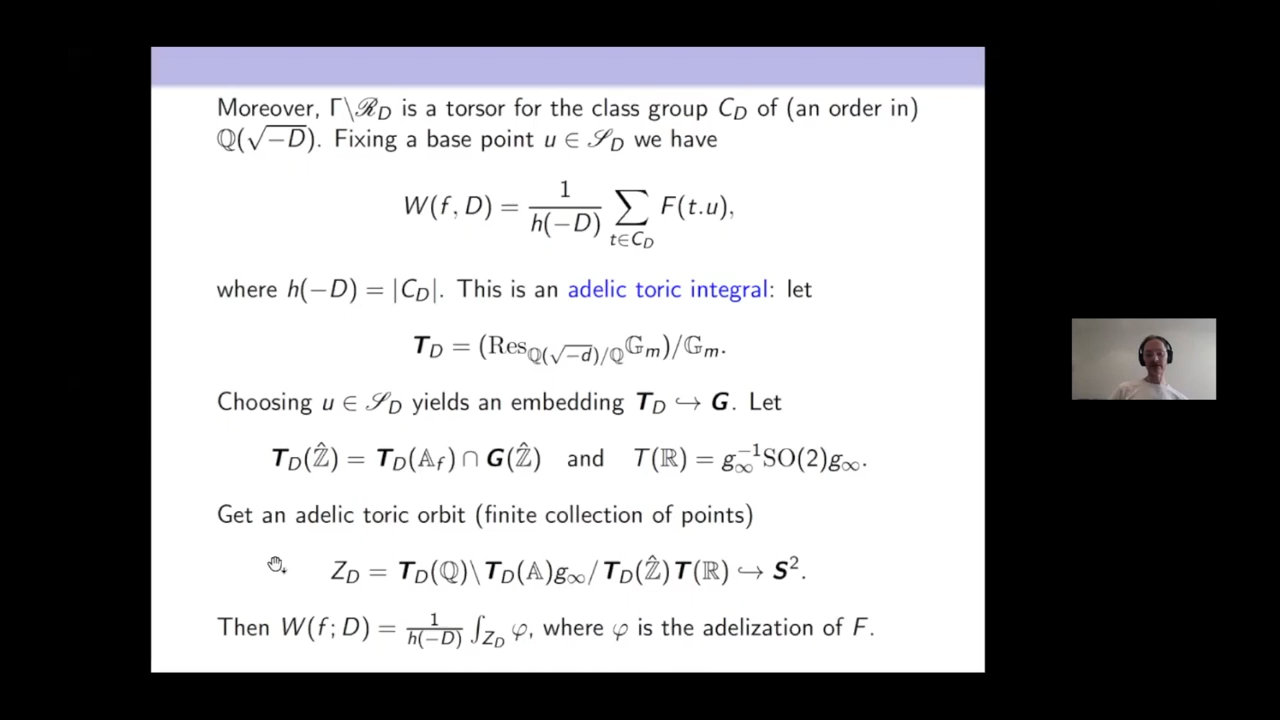 Moreover, Γ\ℛ_D is a torsor for the class group C_D of (an order in)
ℚ(√−D). Fixing a base point u ∈ 𝒮_D we have
W(f, D) = 1/h(−D) ∑_{t∈C_D} F(t.u),
where h(−D) = |C_D|. This is an adelic toric integral: let
T_D = (Res_{ℚ(√−d)/ℚ} 𝔾_m)/𝔾_m.
Choosing u ∈ 𝒮_D yields an embedding T_D ↪ G. Let
T_D(ℤ̂) = T_D(𝔸_f) ∩ G(ℤ̂) and T(ℝ) = g_∞^{−1}SO(2)g_∞.
Get an adelic toric orbit (finite collection of points)
Z_D = T_D(ℚ)\T_D(𝔸)g_∞/T_D(ℤ̂)T(ℝ) ↪ S².
Then W(f; D) = 1/h(−D) ∫_{Z_D} φ, where φ is the adelization of F.